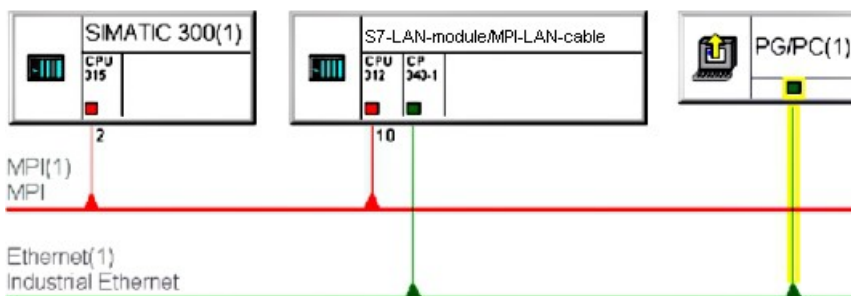 SIMATIC 300(1)
CPU
315
2
S7-LAN-module/MPI-LAN-cable
CPU
312
CP
343-1
10
PG/PC(1)
MPI(1)
MPI
Ethernet(1)
Industrial Ethernet